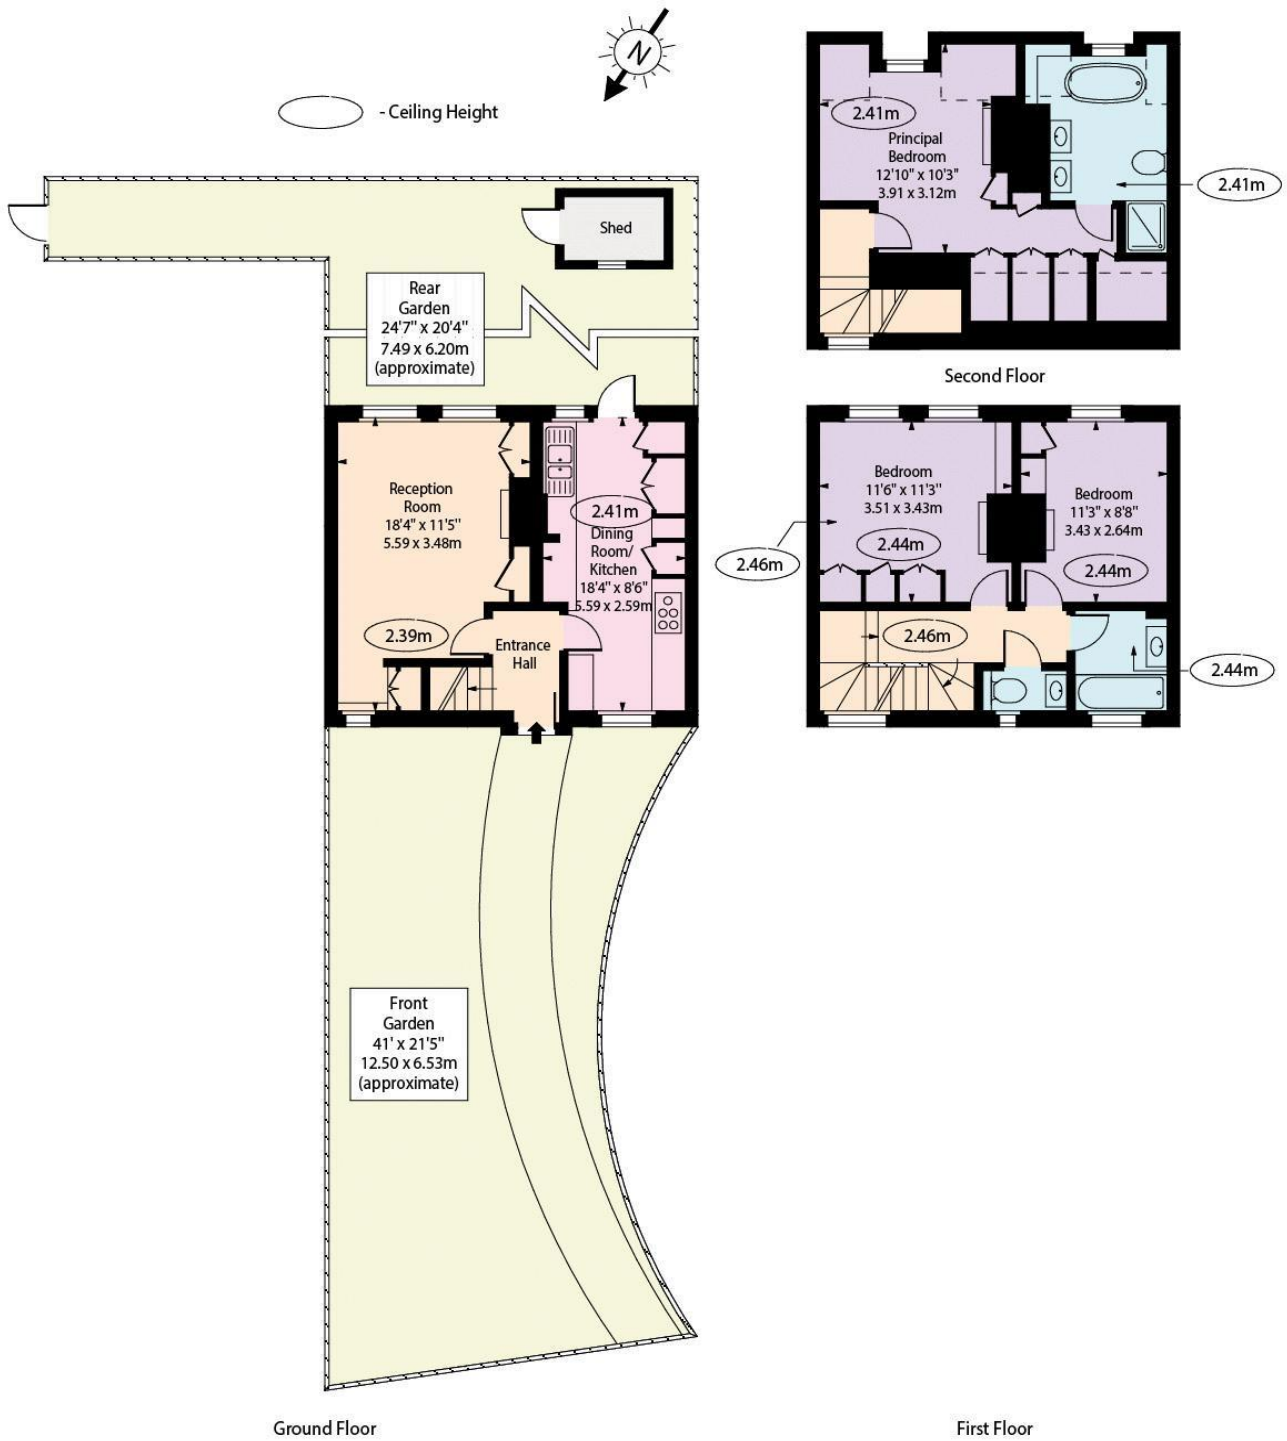 N
- Ceiling Height
Shed
Rear
Garden
24'7" x 20'4"
7.49 x 6.20m
(approximate)
2.41m
Principal
Bedroom
12'10" x 10'3"
3.91 x 3.12m
2.41m
Second Floor
Reception
Room
18'4" x 11'5"
5.59 x 3.48m
2.39m
2.41m
Dining
Room/
Kitchen
18'4" x 8'6"
5.59 x 2.59m
Entrance
Hall
Bedroom
11'6" x 11'3"
3.51 x 3.43m
2.44m
2.46m
Bedroom
11'3" x 8'8"
3.43 x 2.64m
2.44m
2.46m
2.44m
Front
Garden
41' x 21'5"
12.50 x 6.53m
(approximate)
Ground Floor
First Floor